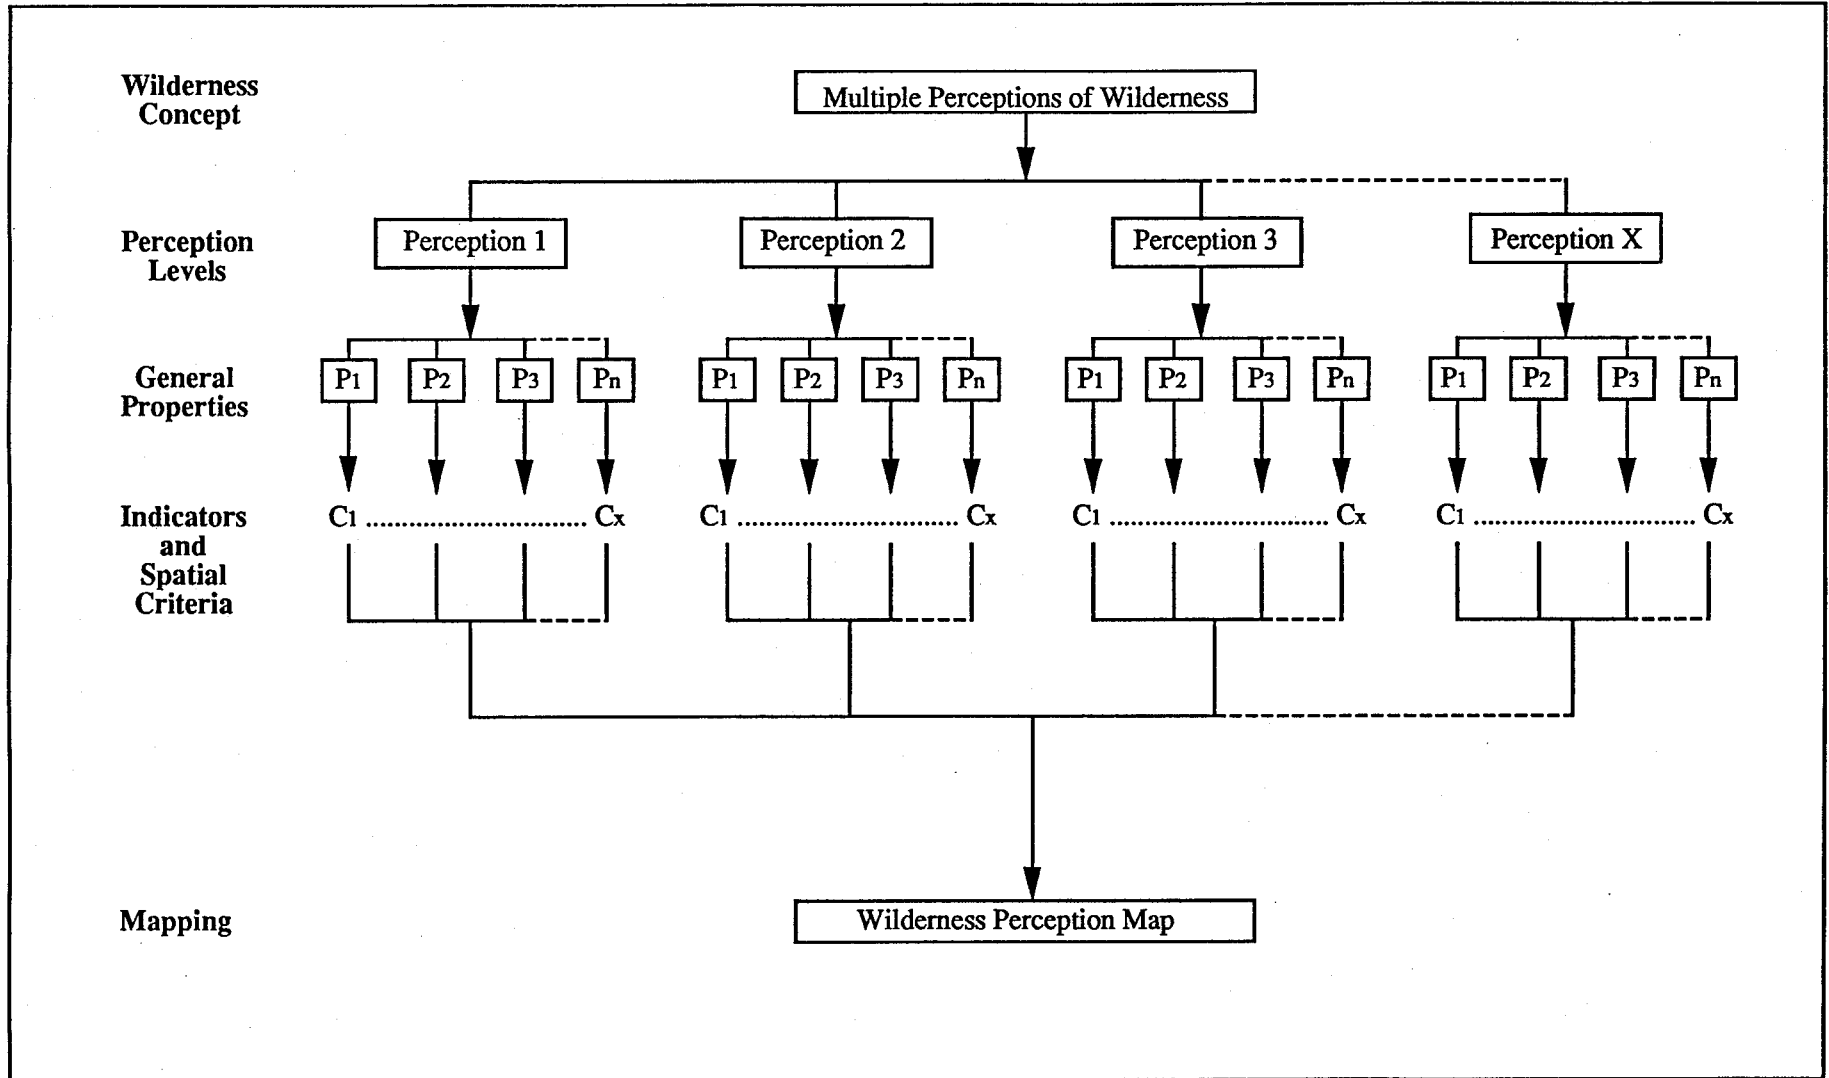 Wilderness
Concept
Multiple Perceptions of Wilderness
Perception
Levels
Perception 1
Perception 2
Perception 3
Perception X
General
Properties
P1 P2 P3 Pn
P1 P2 P3 Pn
P1 P2 P3 Pn
P1 P2 P3 Pn
Indicators
and
Spatial
Criteria
C1 ........................... Cx
C1 ........................... Cx
C1 ........................... Cx
C1 ........................... Cx
Mapping
Wilderness Perception Map